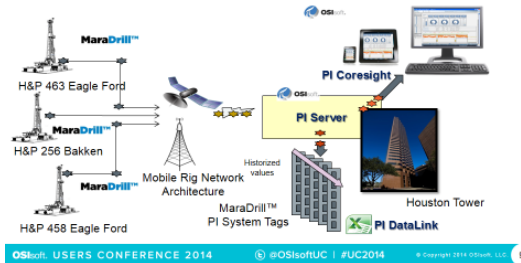 OSIsoft.
MaraDrill™
H&P 463 Eagle Ford
PI Coresight
OSIsoft.
MaraDrill™
PI Server
H&P 256 Bakken
MaraDrill™
Mobile Rig Network
Architecture
Historized
values
Houston Tower
H&P 458 Eagle Ford
MaraDrill™
PI System Tags
PI DataLink
OSIsoft. USERS CONFERENCE 2014
@OSIsoftUC | #UC2014
© Copyright 2014 OSIsoft, LLC.